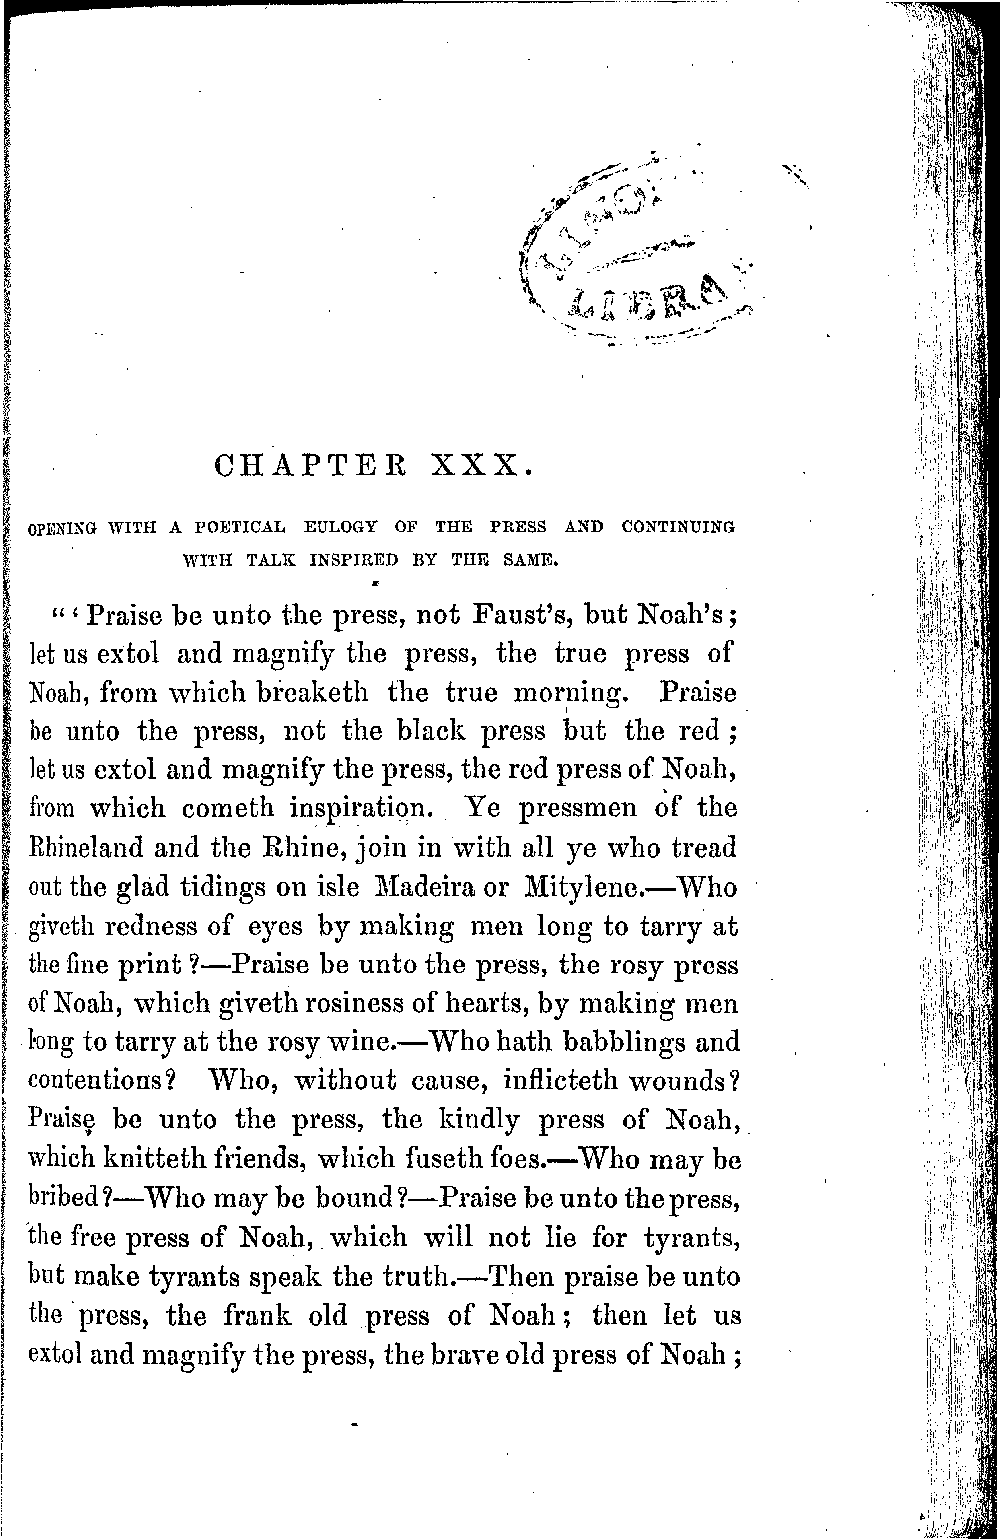 LIBRA
CHAPTER XXX.
OPENING WITH A POETICAL EULOGY OF THE PRESS AND CONTINUING
WITH TALK INSPIRED BY THE SAME.
“‘Praise be unto the press, not Faust's, but Noah's;
let us extol and magnify the press, the true press of
Noah, from which breaketh the true morning. Praise
be unto the press, not the black press but the red;
let us extol and magnify the press, the red press of Noah,
from which cometh inspiration. Ye pressmen of the
Rhineland and the Rhine, join in with all ye who tread
out the glad tidings on isle Madeira or Mitylene.—Who
giveth redness of eyes by making men long to tarry at
the fine print?—Praise be unto the press, the rosy press
of Noah, which giveth rosiness of hearts, by making men
long to tarry at the rosy wine.—Who hath babblings and
contentions? Who, without cause, inflicteth wounds?
Praise be unto the press, the kindly press of Noah,
which knitteth friends, which fuseth foes.—Who may be
bribed?—Who may be bound?—Praise be unto the press,
the free press of Noah, which will not lie for tyrants,
but make tyrants speak the truth.—Then praise be unto
the press, the frank old press of Noah; then let us
extol and magnify the press, the brave old press of Noah;